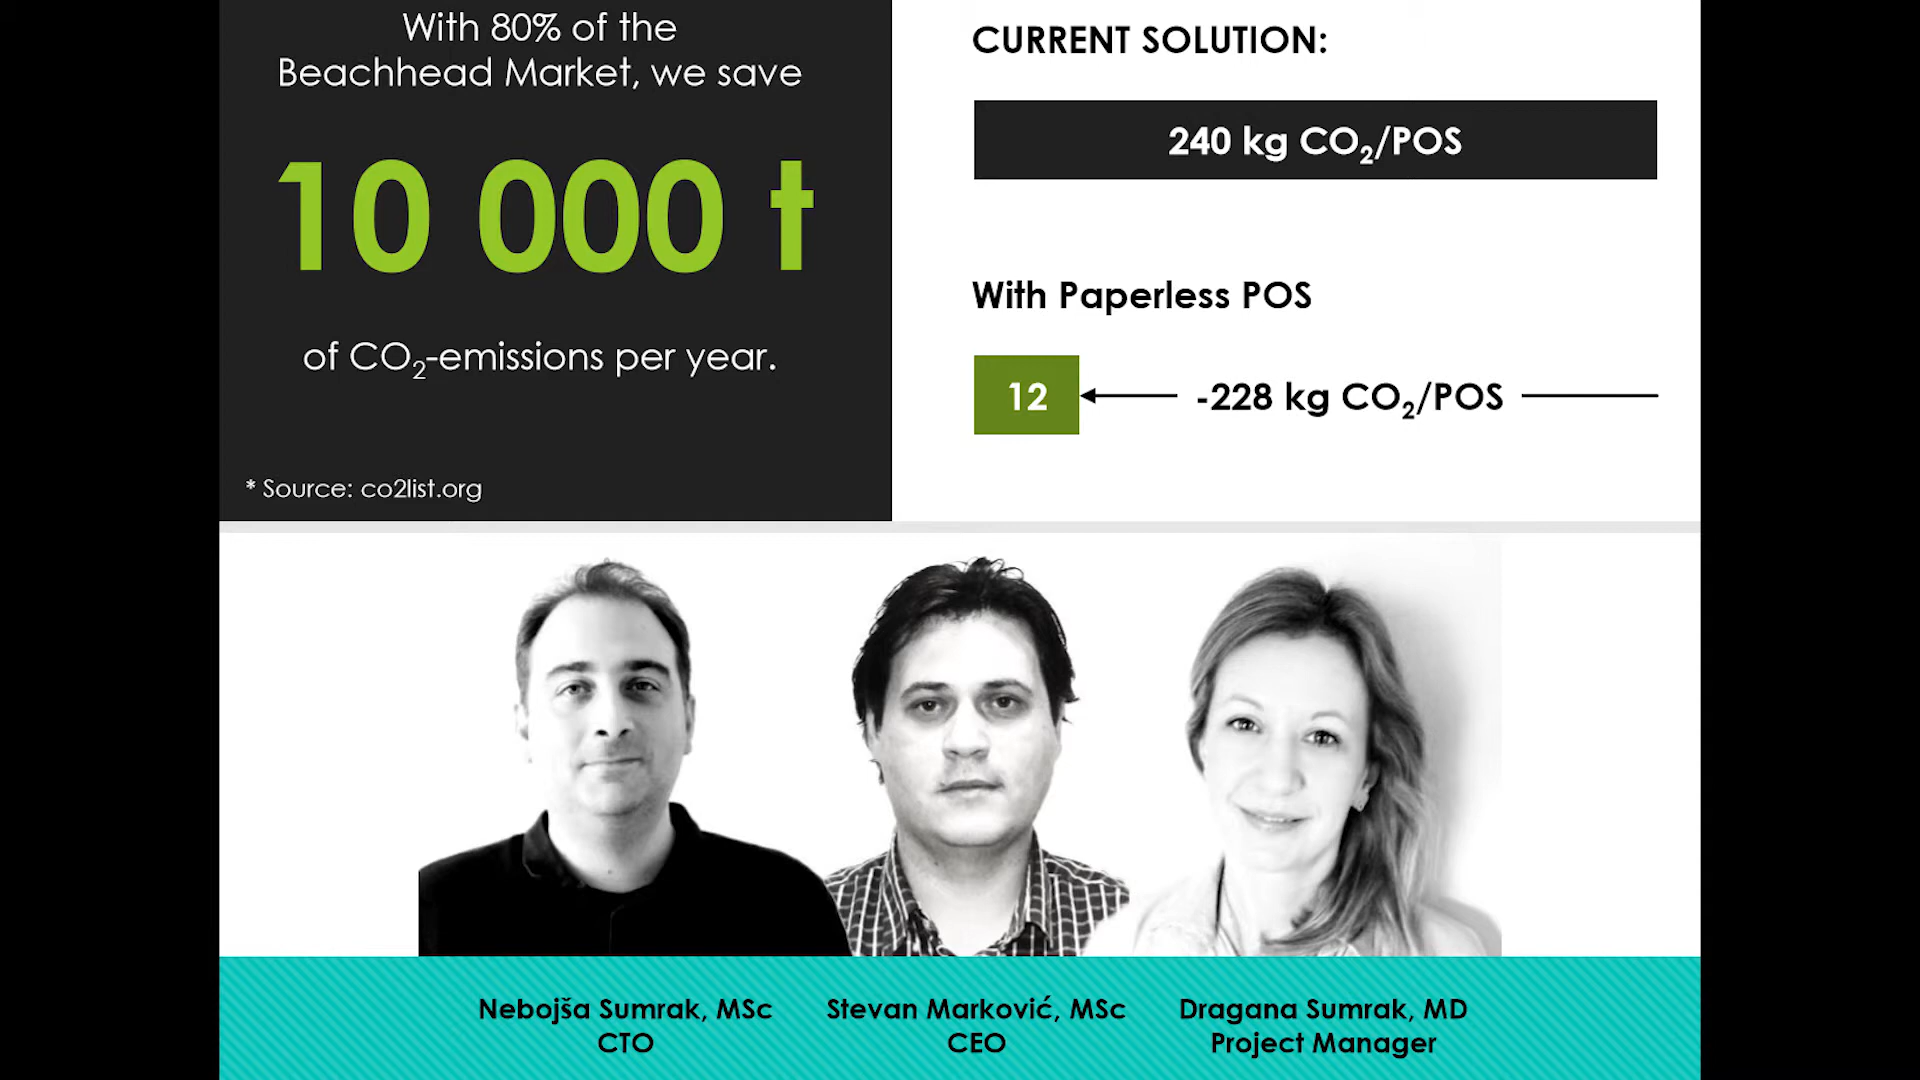 With 80% of the
Beachhead Market, we save
10 000 t
of CO₂-emissions per year.
* Source: co2list.org
CURRENT SOLUTION:
240 kg CO₂/POS
With Paperless POS
12
-228 kg CO₂/POS
Nebojša Sumrak, MSc
CTO
Stevan Marković, MSc
CEO
Dragana Sumrak, MD
Project Manager